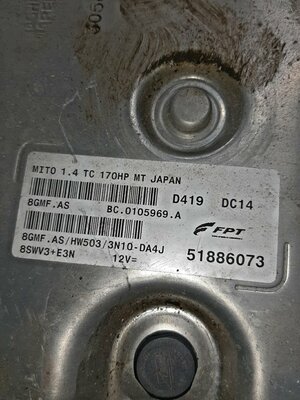 MITO 1.4 TC 170HP MT JAPAN
D419 DC14
8GMF.AS BC.0105969.A
8GMF.AS/HW503/3N10-DA4J
FPT
8SWV3+E3N 12V= 51886073